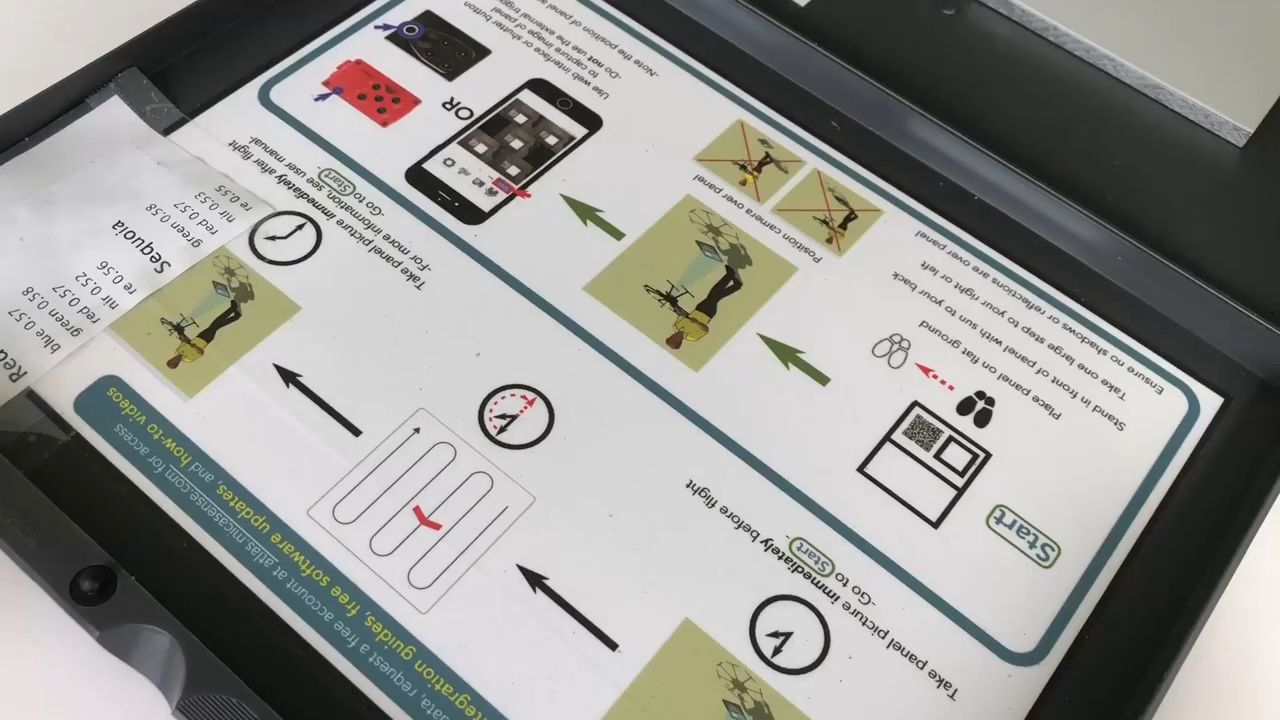 Start
Place panel on flat ground
Stand in front of panel with sun to your back
Take one large step to your right or left
Ensure no shadows or reflections are over panel
Position camera over panel
Use web interface or shutter button
to capture image of panel
-Do not use the external trigger
-Note the position of panel
OR
Take panel picture immediately before flight
-Go to Start
Take panel picture immediately after flight
-Go to Start
-For more information, see user manual
data, request a free account at atlas.micasense.com for access
integration guides, free software updates, and how-to videos
blue 0.57
green 0.58
red 0.57
nir 0.52
re 0.56
Sequoia
green 0.58
red 0.57
nir 0.53
re 0.55